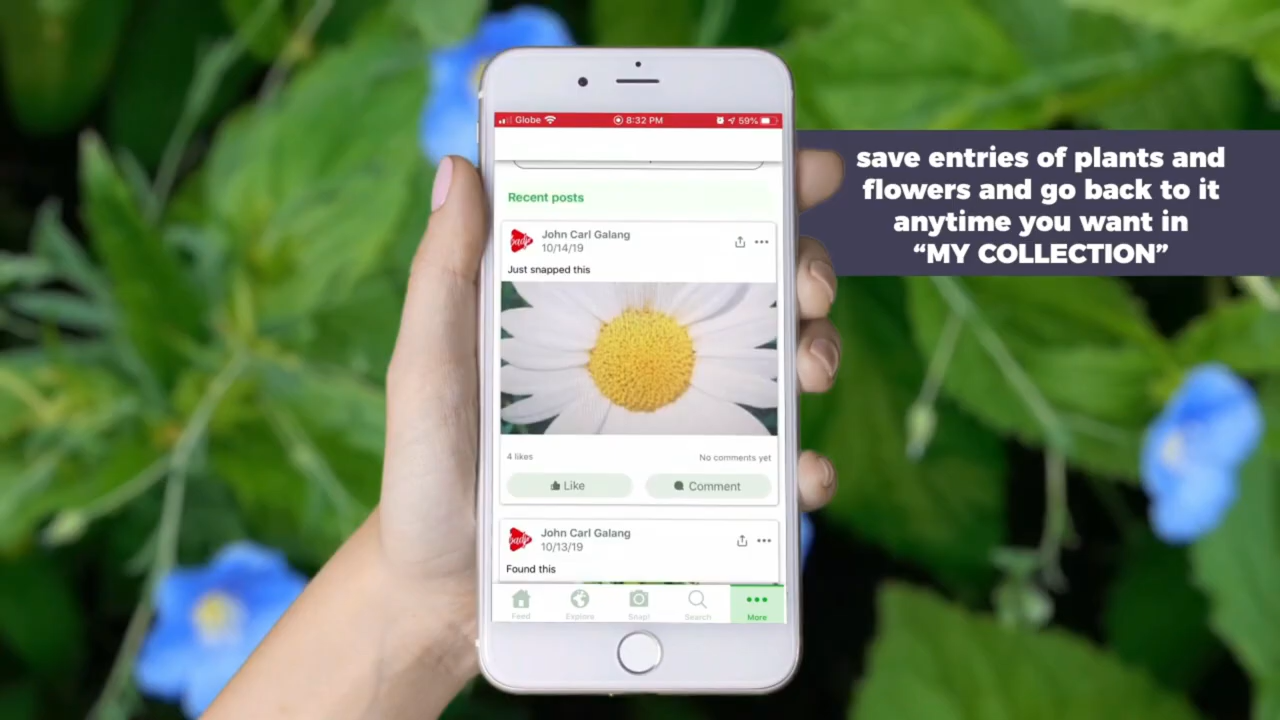 Globe
8:32 PM
59%
save entries of plants and
flowers and go back to it
anytime you want in
“MY COLLECTION”
Recent posts
John Carl Galang
10/14/19
Just snapped this
4 likes
No comments yet
Like
Comment
John Carl Galang
10/13/19
Found this
Feed
Explore
Snap!
Search
More